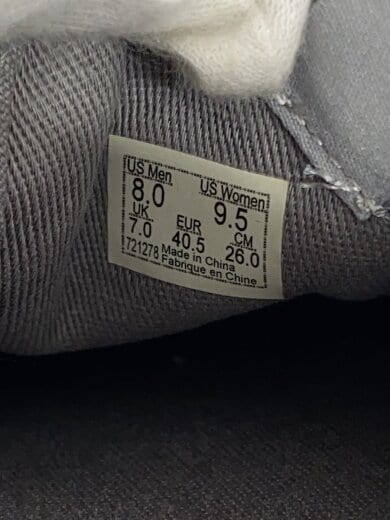 US Men US Women
8.0 9.5
UK EUR CM
7.0 40.5 26.0
721278 Made in China
Fabrique en Chine